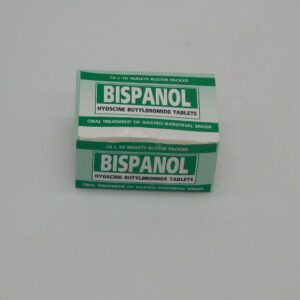 10 x 10 TABLETS BLISTER PACKED
BISPANOL
HYOSCINE BUTYLBROMIDE TABLETS
ORAL TREATMENT OF GASTRO-INTESTINAL SPASM
10 x 10 TABLETS BLISTER PACKED
BISPANOL
HYOSCINE BUTYLBROMIDE TABLETS
ORAL TREATMENT OF GASTRO-INTESTINAL SPASM